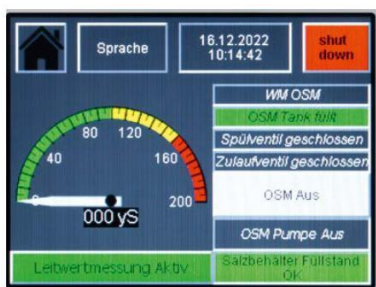 Sprache
16.12.2022
10:14:42
shut
down
WM OSM
OSM Tank füllt
Spülventil geschlossen
Zulaufventil geschlossen
80 120
40 160
0 200
000 yS
OSM Aus
OSM Pumpe Aus
Leitwertmessung Aktiv
Salzbehälter Füllstand
OK